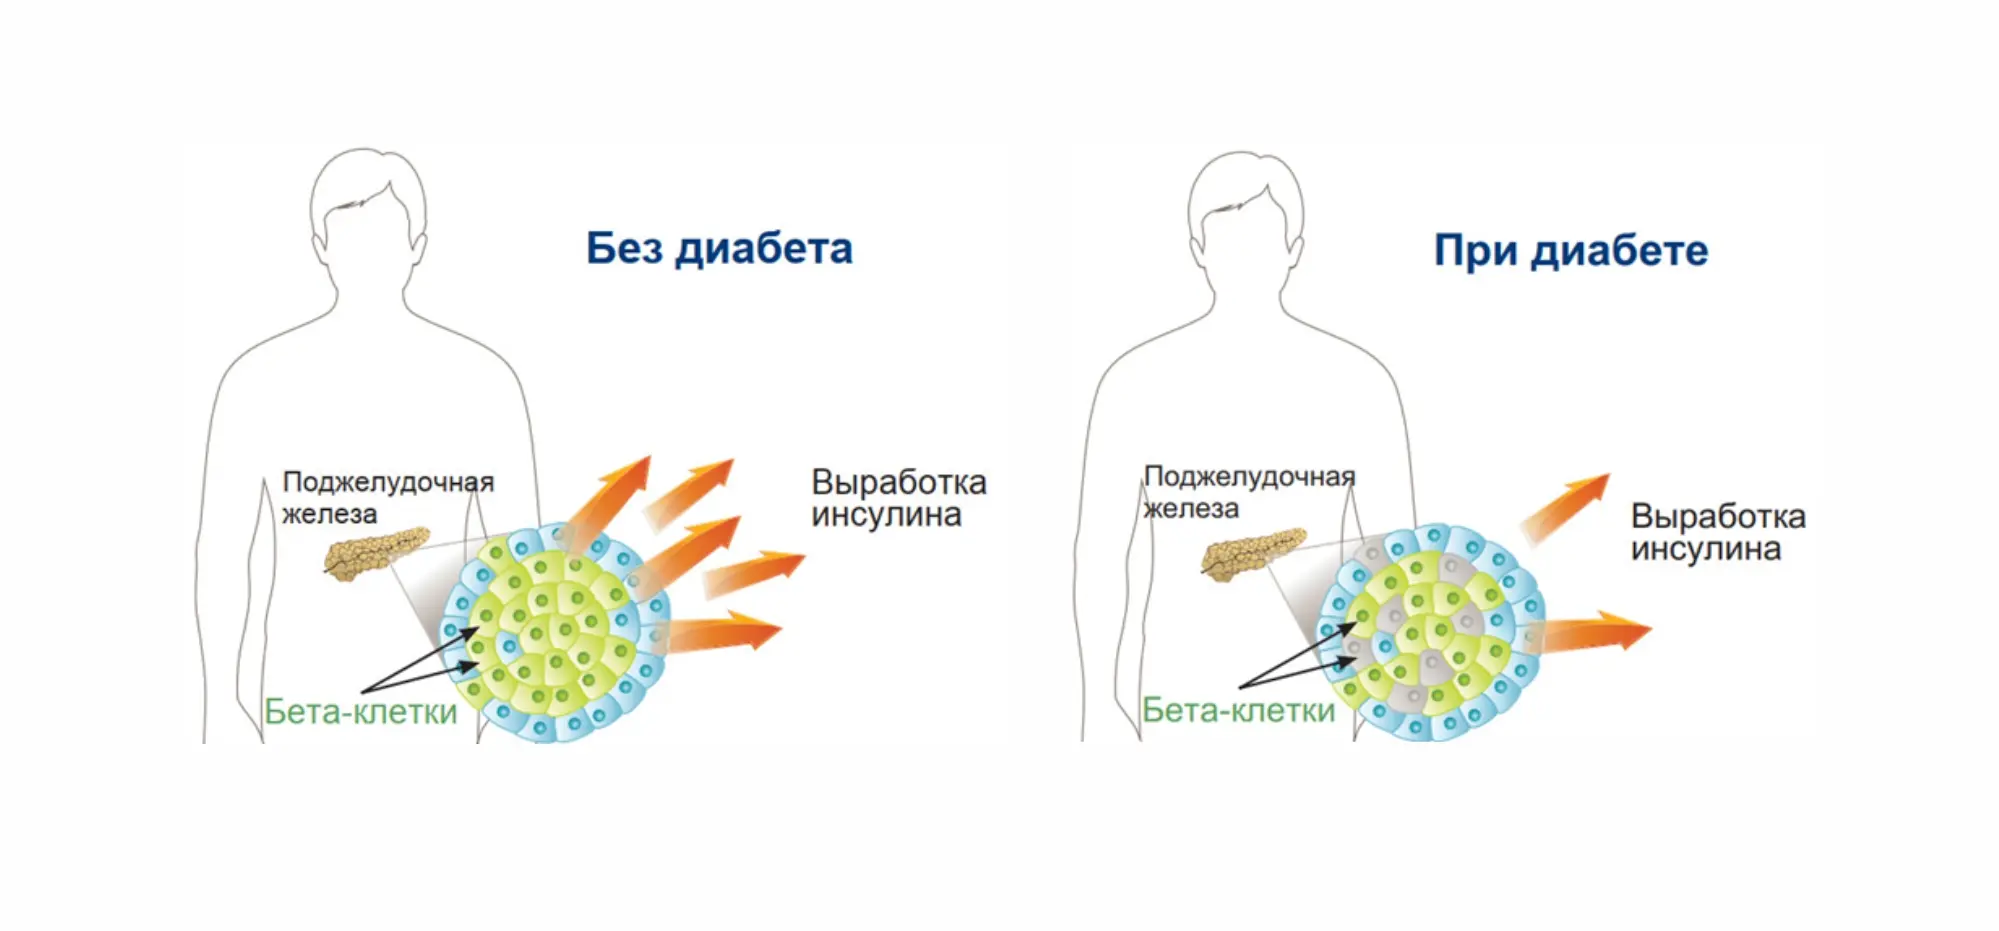 Без диабета
Поджелудочная
железа
Выработка
инсулина
Бета-клетки
При диабете
Поджелудочная
железа
Выработка
инсулина
Бета-клетки